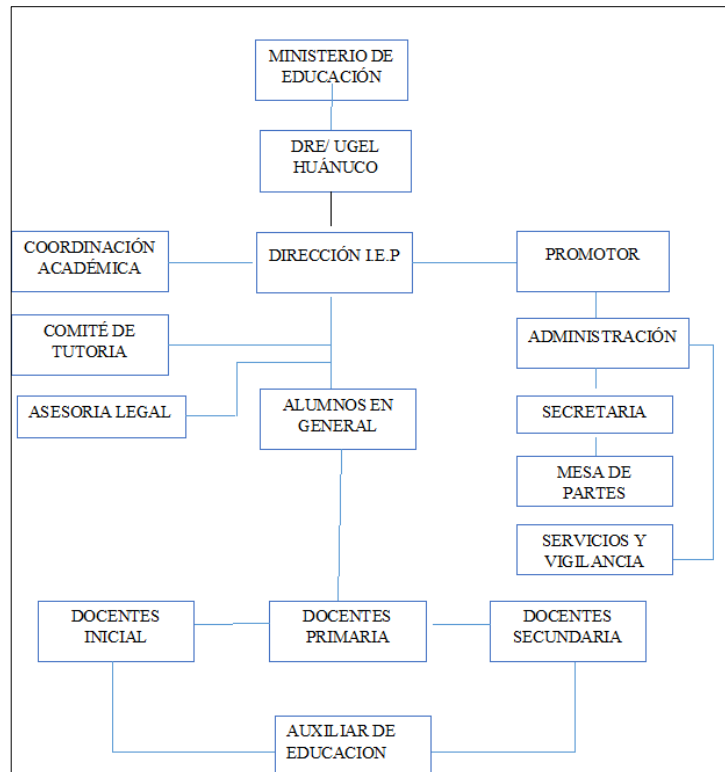 MINISTERIO DE
EDUCACIÓN
DRE/ UGEL
HUÁNUCO
COORDINACIÓN
ACADÉMICA
DIRECCIÓN I.E.P
PROMOTOR
COMITÉ DE
TUTORIA
ADMINISTRACIÓN
ASESORIA LEGAL
ALUMNOS EN
GENERAL
SECRETARIA
MESA DE
PARTES
SERVICIOS Y
VIGILANCIA
DOCENTES
INICIAL
DOCENTES
PRIMARIA
DOCENTES
SECUNDARIA
AUXILIAR DE
EDUCACION